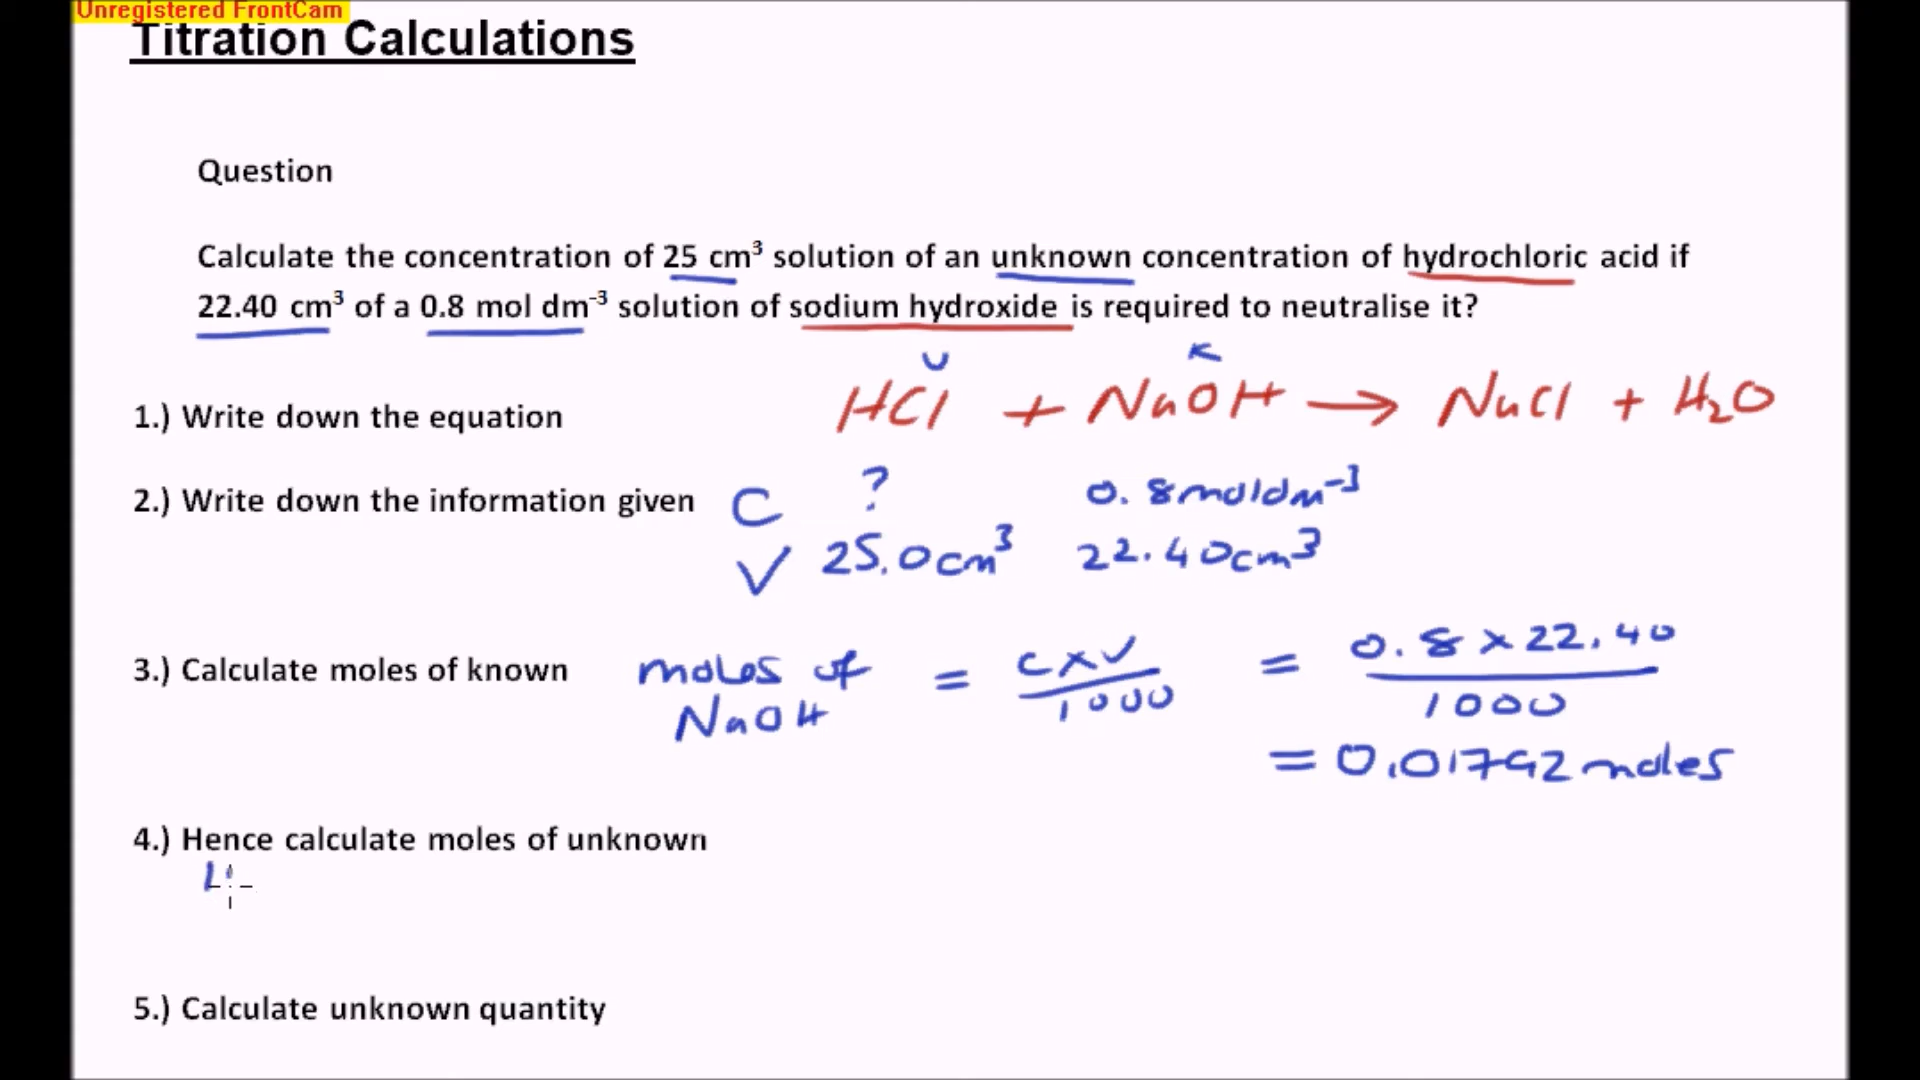 Unregistered FrontCam
Titration Calculations
Question
Calculate the concentration of 25 cm³ solution of an unknown concentration of hydrochloric acid if
22.40 cm³ of a 0.8 mol dm⁻³ solution of sodium hydroxide is required to neutralise it?
U K
1.) Write down the equation HCl + NaOH → NaCl + H₂O
2.) Write down the information given C ? 0.8moldm⁻³
V 25.0cm³ 22.40cm³
3.) Calculate moles of known moles of NaOH = C×V/1000 = 0.8 × 22.40/1000
= 0.01792 moles
4.) Hence calculate moles of unknown
5.) Calculate unknown quantity